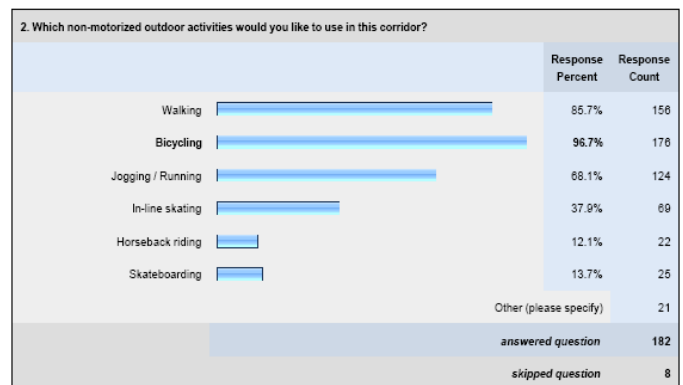 2. Which non-motorized outdoor activities would you like to use in this corridor?
Response Percent Response Count
Walking 85.7% 156
Bicycling 96.7% 176
Jogging / Running 68.1% 124
In-line skating 37.9% 69
Horseback riding 12.1% 22
Skateboarding 13.7% 25
Other (please specify) 21
answered question 182
skipped question 8